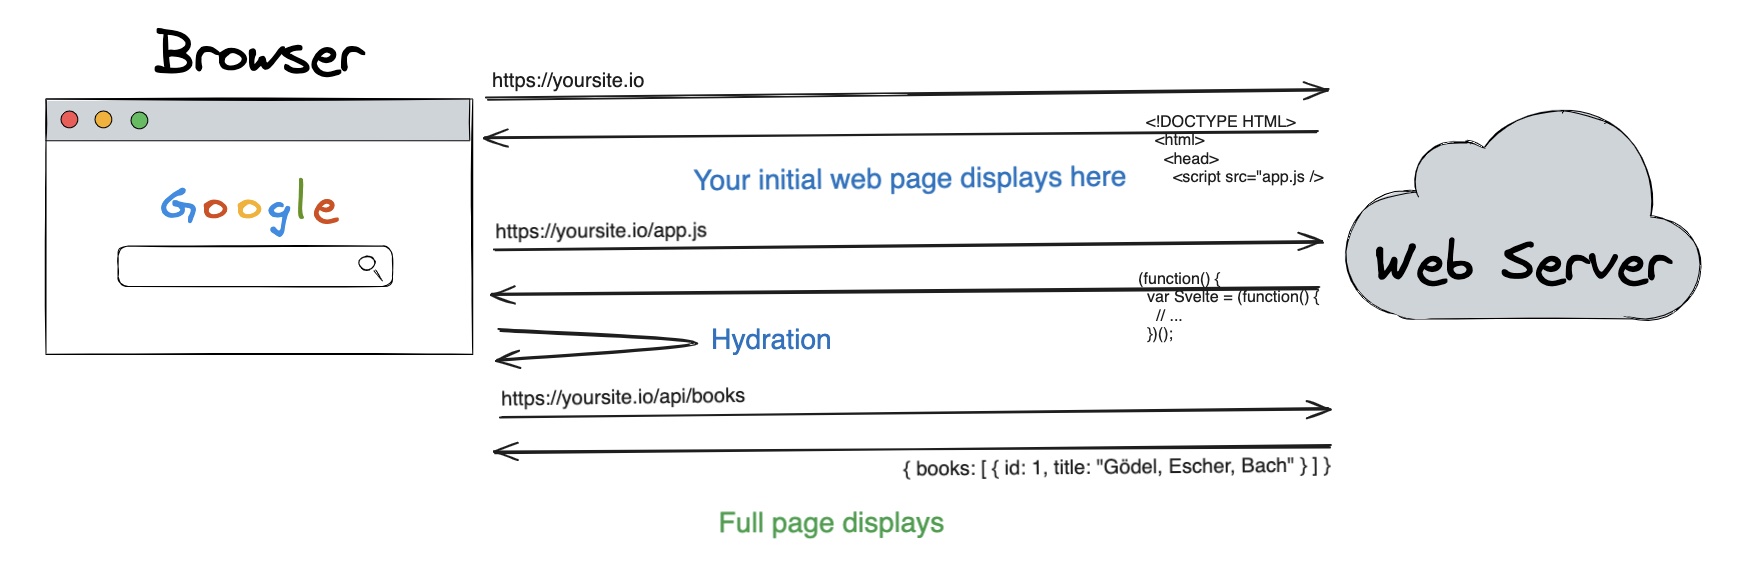 Browser
https://yoursite.io
<!DOCTYPE HTML>
<html>
<head>
<script src="app.js />
Your initial web page displays here
Google
https://yoursite.io/app.js
Web Server
(function() {
var Svelte = (function() {
// ...
})();
Hydration
https://yoursite.io/api/books
{ books: [ { id: 1, title: "Gödel, Escher, Bach" } ] }
Full page displays